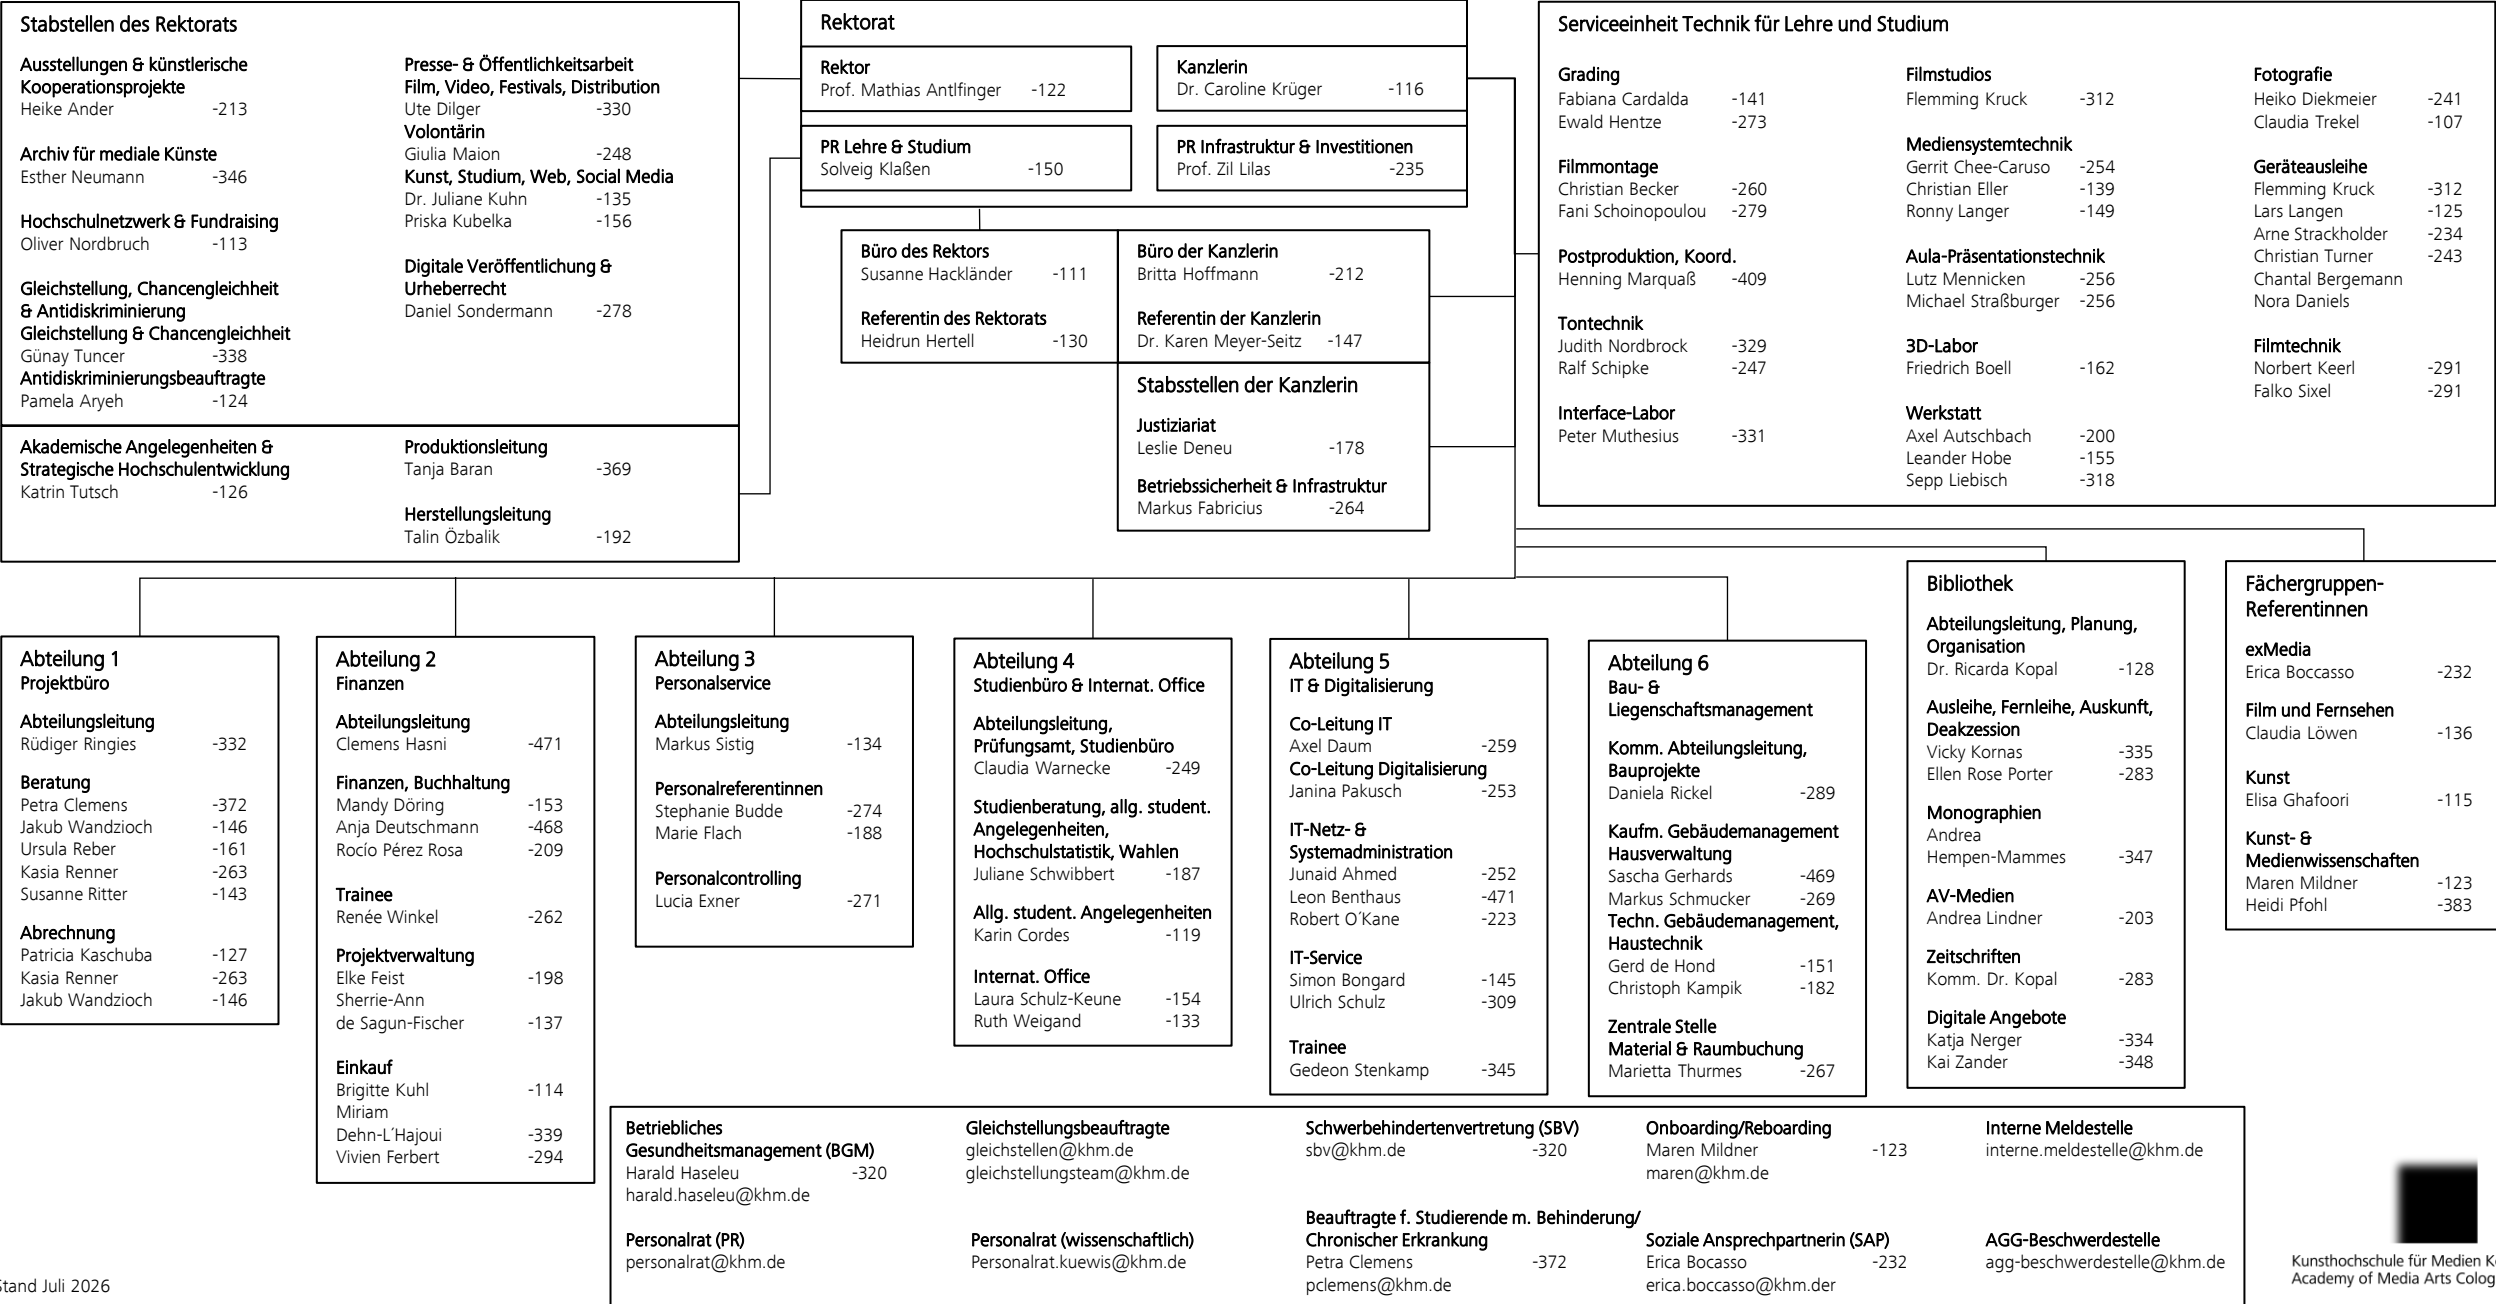 Stabstellen des Rektorats
Ausstellungen & künstlerische
Kooperationsprojekte
Heike Ander -213
Archiv für mediale Künste
Esther Neumann -346
Hochschulnetzwerk & Fundraising
Oliver Nordbruch -113
Gleichstellung, Chancengleichheit
& Antidiskriminierung
Gleichstellung & Chancengleichheit
Günay Tuncer -338
Antidiskriminierungsbeauftragte
Pamela Aryeh -124
Presse- & Öffentlichkeitsarbeit
Film, Video, Festivals, Distribution
Ute Dilger -330
Volontärin
Giulia Maion -248
Kunst, Studium, Web, Social Media
Dr. Juliane Kuhn -135
Priska Kubelka -156
Digitale Veröffentlichung &
Urheberrecht
Daniel Sondermann -278
Akademische Angelegenheiten &
Strategische Hochschulentwicklung
Katrin Tutsch -126
Produktionsleitung
Tanja Baran -369
Herstellungsleitung
Talin Özbalik -192
Rektorat
Rektor
Prof. Mathias Antlfinger -122
Kanzlerin
Dr. Caroline Krüger -116
PR Lehre & Studium
Solveig Klaßen -150
PR Infrastruktur & Investitionen
Prof. Zil Lilas -235
Büro des Rektors
Susanne Hackländer -111
Referentin des Rektorats
Heidrun Hertell -130
Büro der Kanzlerin
Britta Hoffmann -212
Referentin der Kanzlerin
Dr. Karen Meyer-Seitz -147
Stabsstellen der Kanzlerin
Justiziariat
Leslie Deneu -178
Betriebssicherheit & Infrastruktur
Markus Fabricius -264
Serviceeinheit Technik für Lehre und Studium
Grading
Fabiana Cardalda -141
Ewald Hentze -273
Filmmontage
Christian Becker -260
Fani Schoinopoulou -279
Postproduktion, Koord.
Henning Marquaß -409
Tontechnik
Judith Nordbrock -329
Ralf Schipke -247
Interface-Labor
Peter Muthesius -331
Filmstudios
Flemming Kruck -312
Mediensystemtechnik
Gerrit Chee-Caruso -254
Christian Eller -139
Ronny Langer -149
Aula-Präsentationstechnik
Lutz Mennicken -256
Michael Straßburger -256
3D-Labor
Friedrich Boell -162
Werkstatt
Axel Autschbach -200
Leander Hobe -155
Sepp Liebisch -318
Fotografie
Heiko Diekmeier -241
Claudia Trekel -107
Geräteausleihe
Flemming Kruck -312
Lars Langen -125
Arne Strackholder -234
Christian Turner -243
Chantal Bergemann
Nora Daniels
Filmtechnik
Norbert Keerl -291
Falko Sixel -291
Abteilung 1
Projektbüro
Abteilungsleitung
Rüdiger Ringies -332
Beratung
Petra Clemens -372
Jakub Wandzioch -146
Ursula Reber -161
Kasia Renner -263
Susanne Ritter -143
Abrechnung
Patricia Kaschuba -127
Kasia Renner -263
Jakub Wandzioch -146
Abteilung 2
Finanzen
Abteilungsleitung
Clemens Hasni -471
Finanzen, Buchhaltung
Mandy Döring -153
Anja Deutschmann -468
Rocío Pérez Rosa -209
Trainee
Renée Winkel -262
Projektverwaltung
Elke Feist -198
Sherrie-Ann
de Sagun-Fischer -137
Einkauf
Brigitte Kuhl -114
Miriam
Dehn-L´Hajoui -339
Vivien Ferbert -294
Abteilung 3
Personalservice
Abteilungsleitung
Markus Sistig -134
Personalreferentinnen
Stephanie Budde -274
Marie Flach -188
Personalcontrolling
Lucia Exner -271
Abteilung 4
Studienbüro & Internat. Office
Abteilungsleitung,
Prüfungsamt, Studienbüro
Claudia Warnecke -249
Studienberatung, allg. student.
Angelegenheiten,
Hochschulstatistik, Wahlen
Juliane Schwibbert -187
Allg. student. Angelegenheiten
Karin Cordes -119
Internat. Office
Laura Schulz-Keune -154
Ruth Weigand -133
Abteilung 5
IT & Digitalisierung
Co-Leitung IT
Axel Daum -259
Co-Leitung Digitalisierung
Janina Pakusch -253
IT-Netz- &
Systemadministration
Junaid Ahmed -252
Leon Benthaus -471
Robert O´Kane -223
IT-Service
Simon Bongard -145
Ulrich Schulz -309
Trainee
Gedeon Stenkamp -345
Abteilung 6
Bau- &
Liegenschaftsmanagement
Komm. Abteilungsleitung,
Bauprojekte
Daniela Rickel -289
Kaufm. Gebäudemanagement
Hausverwaltung
Sascha Gerhards -469
Markus Schmucker -269
Techn. Gebäudemanagement,
Haustechnik
Gerd de Hond -151
Christoph Kampik -182
Zentrale Stelle
Material & Raumbuchung
Marietta Thurmes -267
Bibliothek
Abteilungsleitung, Planung,
Organisation
Dr. Ricarda Kopal -128
Ausleihe, Fernleihe, Auskunft,
Deakzession
Vicky Kornas -335
Ellen Rose Porter -283
Monographien
Andrea
Hempen-Mammes -347
AV-Medien
Andrea Lindner -203
Zeitschriften
Komm. Dr. Kopal -283
Digitale Angebote
Katja Nerger -334
Kai Zander -348
Fächergruppen-
Referentinnen
exMedia
Erica Boccasso -232
Film und Fernsehen
Claudia Löwen -136
Kunst
Elisa Ghafoori -115
Kunst- &
Medienwissenschaften
Maren Mildner -123
Heidi Pfohl -383
Betriebliches
Gesundheitsmanagement (BGM)
Harald Haseleu -320
harald.haseleu@khm.de
Personalrat (PR)
personalrat@khm.de
Gleichstellungsbeauftragte
gleichstellen@khm.de
gleichstellungsteam@khm.de
Personalrat (wissenschaftlich)
Personalrat.kuewis@khm.de
Schwerbehindertenvertretung (SBV)
sbv@khm.de -320
Beauftragte f. Studierende m. Behinderung/
Chronischer Erkrankung
Petra Clemens -372
pclemens@khm.de
Onboarding/Reboarding
Maren Mildner -123
maren@khm.de
Soziale Ansprechpartnerin (SAP)
Erica Bocasso -232
erica.boccasso@khm.der
Interne Meldestelle
interne.meldestelle@khm.de
AGG-Beschwerdestelle
agg-beschwerdestelle@khm.de
Stand Juli 2026
Kunsthochschule für Medien K
Academy of Media Arts Colog